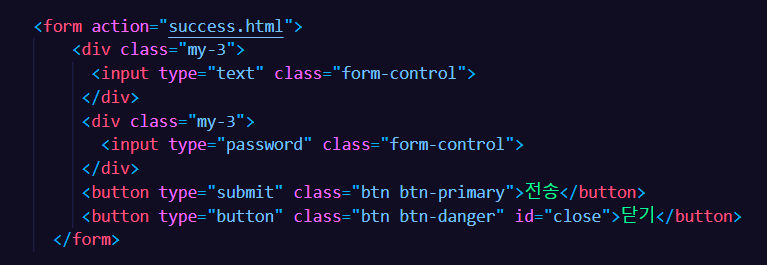 <form action="success.html">
<div class="my-3">
<input type="text" class="form-control">
</div>
<div class="my-3">
<input type="password" class="form-control">
</div>
<button type="submit" class="btn btn-primary">전송</button>
<button type="button" class="btn btn-danger" id="close">닫기</button>
</form>